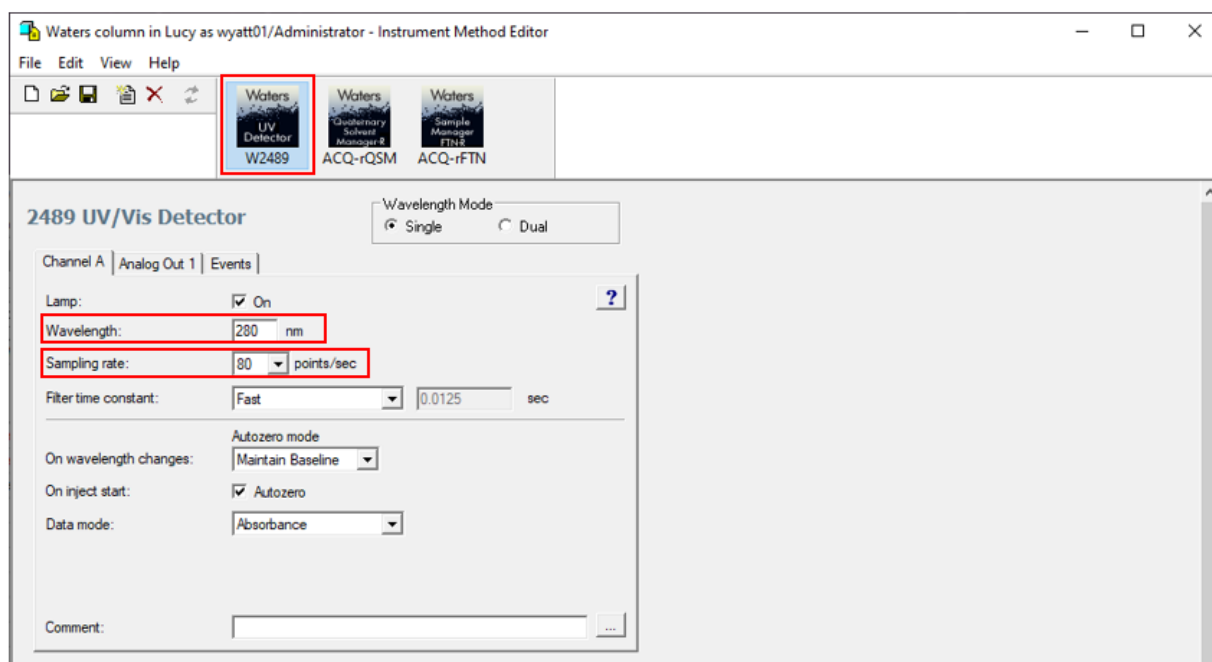 Waters column in Lucy as wyatt01/Administrator - Instrument Method Editor
File Edit View Help
Waters
UV
Detector
W2489
Waters
Quaternary
Solvent
Manager-R
ACQ-rQSM
Waters
Sample
Manager
FTN-R
ACQ-rFTN
2489 UV/Vis Detector
Wavelength Mode
Single Dual
Channel A Analog Out 1 Events
Lamp: On ?
Wavelength: 280 nm
Sampling rate: 80 points/sec
Filter time constant: Fast 0.0125 sec
Autozero mode
On wavelength changes: Maintain Baseline
On inject start: Autozero
Data mode: Absorbance
Comment: ...